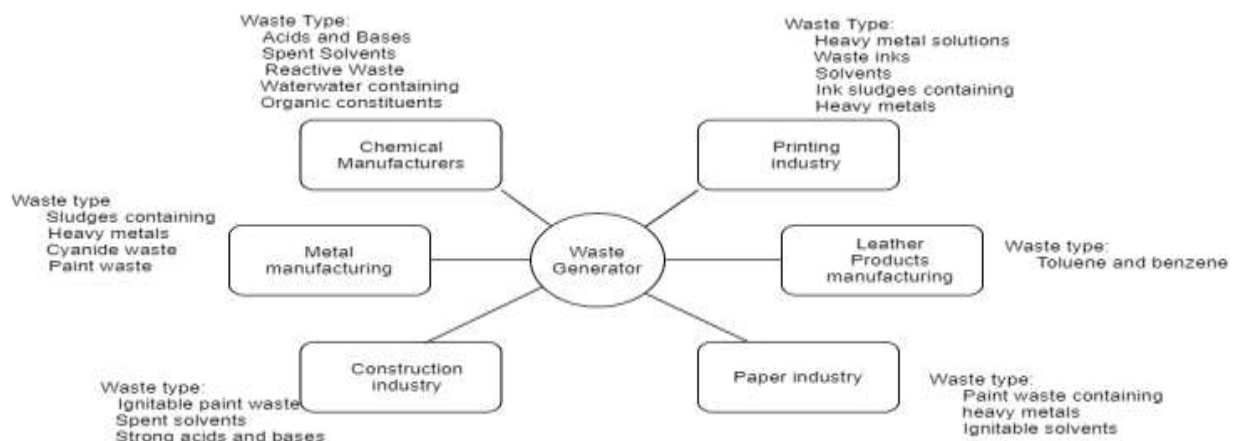 Waste Type:
Acids and Bases
Spent Solvents
Reactive Waste
Waterwater containing
Organic constituents
Waste Type:
Heavy metal solutions
Waste inks
Solvents
Ink sludges containing
Heavy metals
Chemical
Manufacturers
Printing
industry
Waste type
Sludges containing
Heavy metals
Cyanide waste
Paint waste
Metal
manufacturing
Waste
Generator
Leather
Products
manufacturing
Waste type:
Toluene and benzene
Construction
industry
Paper industry
Waste type:
Ignitable paint waste
Spent solvents
Strong acids and bases
Waste type:
Paint waste containing
heavy metals
Ignitable solvents